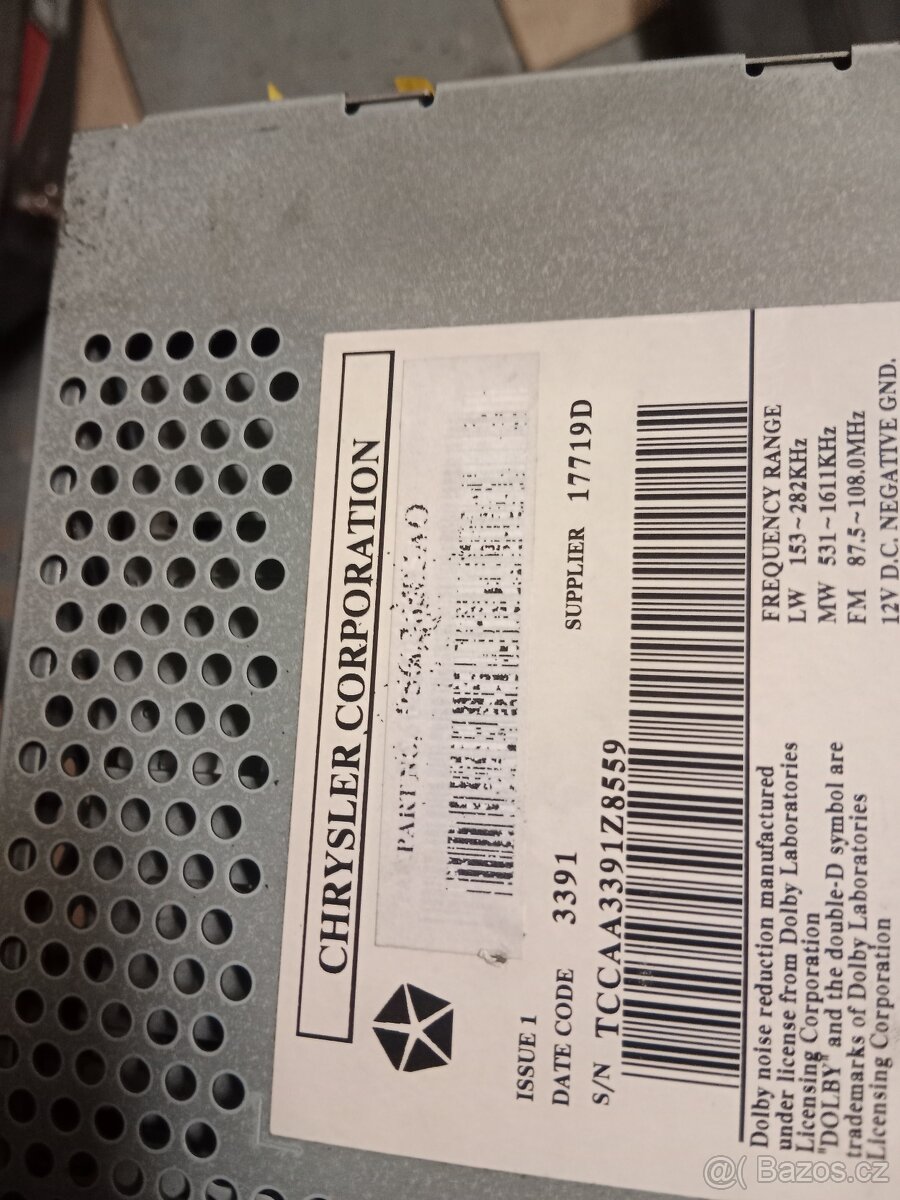 CHRYSLER CORPORATION
PART NO.
ISSUE 1
DATE CODE 3391
SUPPLIER 17719D
S/N TCCAA3391Z8559
Dolby noise reduction manufactured
under license from Dolby Laboratories
Licensing Corporation
"DOLBY" and the double-D symbol are
trademarks of Dolby Laboratories
Licensing Corporation
FREQUENCY RANGE
LW 153~282KHz
MW 531~1611KHz
FM 87.5~108.0MHz
12V D.C. NEGATIVE GND.
@( Bazos.cz